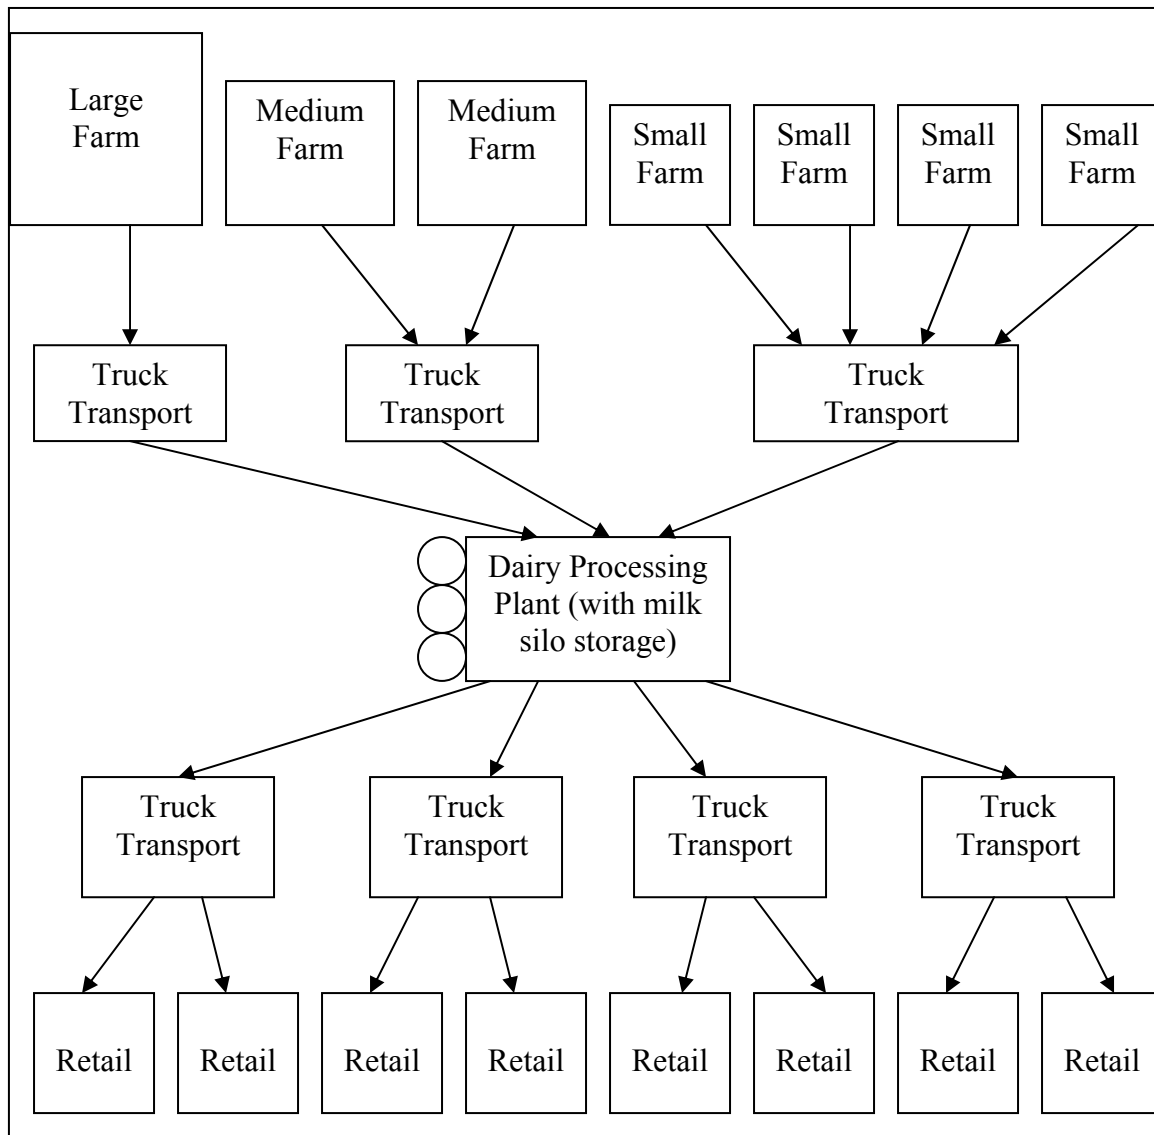 Large
Farm
Medium
Farm
Medium
Farm
Small
Farm
Small
Farm
Small
Farm
Small
Farm
Truck
Transport
Truck
Transport
Truck
Transport
Dairy Processing
Plant (with milk
silo storage)
Truck
Transport
Truck
Transport
Truck
Transport
Truck
Transport
Retail
Retail
Retail
Retail
Retail
Retail
Retail
Retail